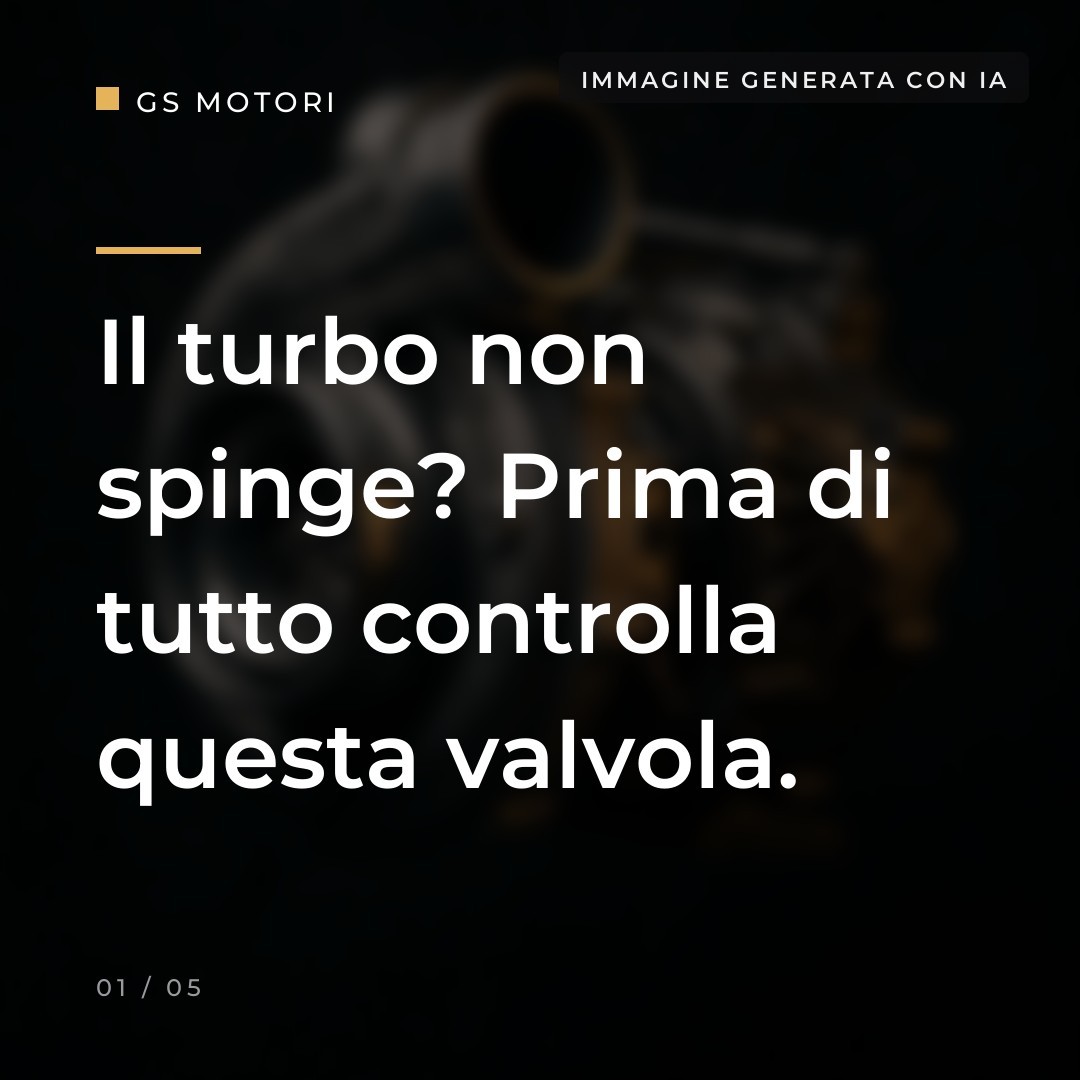 GS MOTORI
IMMAGINE GENERATA CON IA
Il turbo non
spinge? Prima di
tutto controlla
questa valvola.
01 / 05